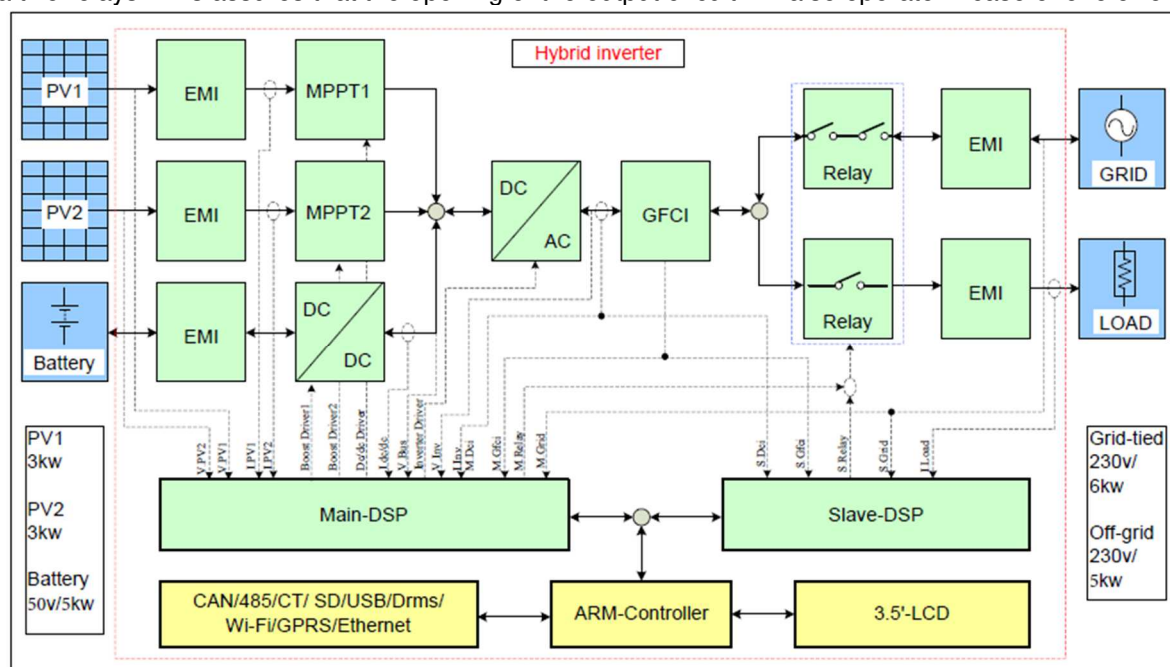 Hybrid inverter
PV1
EMI
MPPT1
PV2
EMI
MPPT2
Battery
EMI
DC
DC
DC
AC
GFCI
Relay
EMI
GRID
Relay
EMI
LOAD
V.PV2
V.PV1
I.PV1
I.PV2
Boost Driver1
Boost Driver2
Dc/dc Driver
I.dc/dc
V.Bus
Inverter Driver
V.Inv
I.Inv
M.Dci
M.Gfci
M.Relay
M.Grid
S.Dci
S.Gfci
S.Relay
S.Grid
I.Load
PV1
3kw
PV2
3kw
Battery
50v/5kw
Main-DSP
Slave-DSP
Grid-tied
230v/
6kw
Off-grid
230v/
5kw
CAN/485/CT/ SD/USB/Drms/
Wi-Fi/GPRS/Ethernet
ARM-Controller
3.5'-LCD